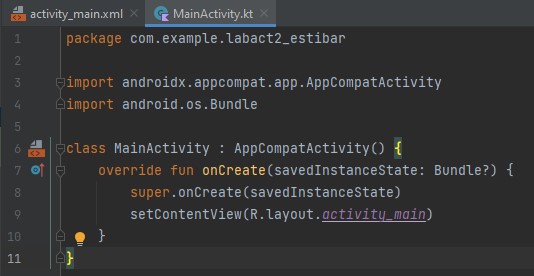 activity_main.xml MainActivity.kt
1 package com.example.labact2_estibar
2
3 import androidx.appcompat.app.AppCompatActivity
4 import android.os.Bundle
5
6 class MainActivity : AppCompatActivity() {
7 override fun onCreate(savedInstanceState: Bundle?) {
8 super.onCreate(savedInstanceState)
9 setContentView(R.layout.activity_main)
10 }
11 }